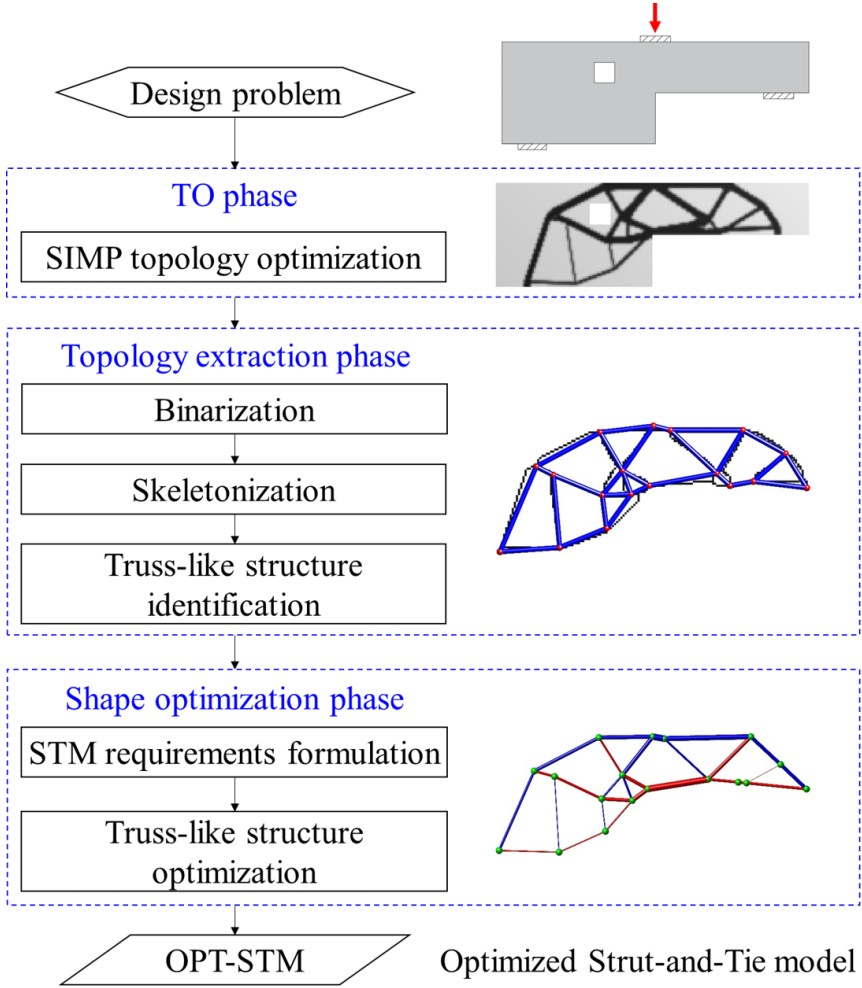 Design problem
TO phase
SIMP topology optimization
Topology extraction phase
Binarization
Skeletonization
Truss-like structure
identification
Shape optimization phase
STM requirements formulation
Truss-like structure
optimization
OPT-STM
Optimized Strut-and-Tie model